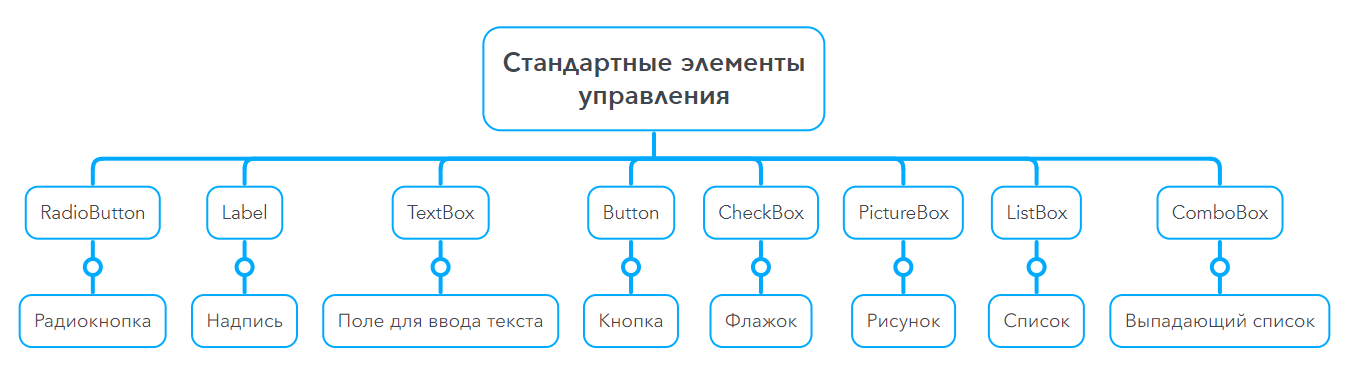 Стандартные элементы
управления
RadioButton
Label
TextBox
Button
CheckBox
PictureBox
ListBox
ComboBox
Радиокнопка
Надпись
Поле для ввода текста
Кнопка
Флажок
Рисунок
Список
Выпадающий список